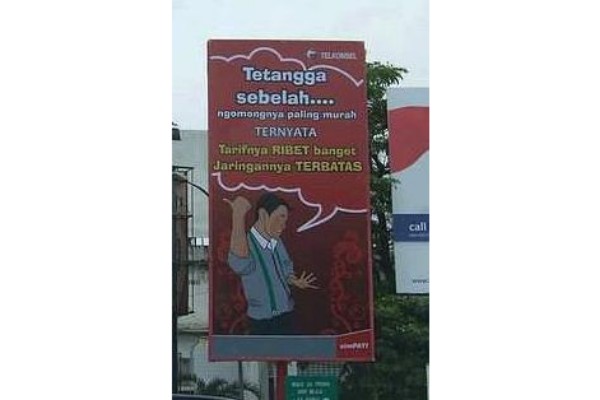 TELKOMSEL
Tetangga
sebelah....
ngomongnya paling murah
TERNYATA
Tarifnya RIBET banget
Jaringannya TERBATAS
simPATI
call